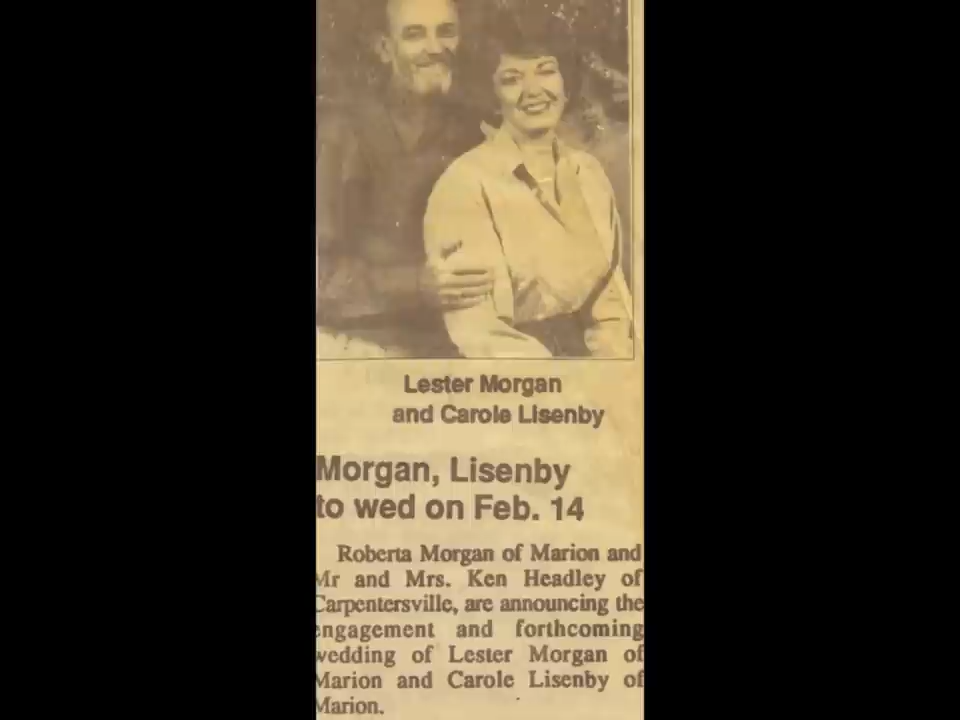 Lester Morgan
and Carole Lisenby
Morgan, Lisenby
to wed on Feb. 14
Roberta Morgan of Marion and
Mr and Mrs. Ken Headley of
Carpentersville, are announcing the
engagement and forthcoming
wedding of Lester Morgan of
Marion and Carole Lisenby of
Marion.